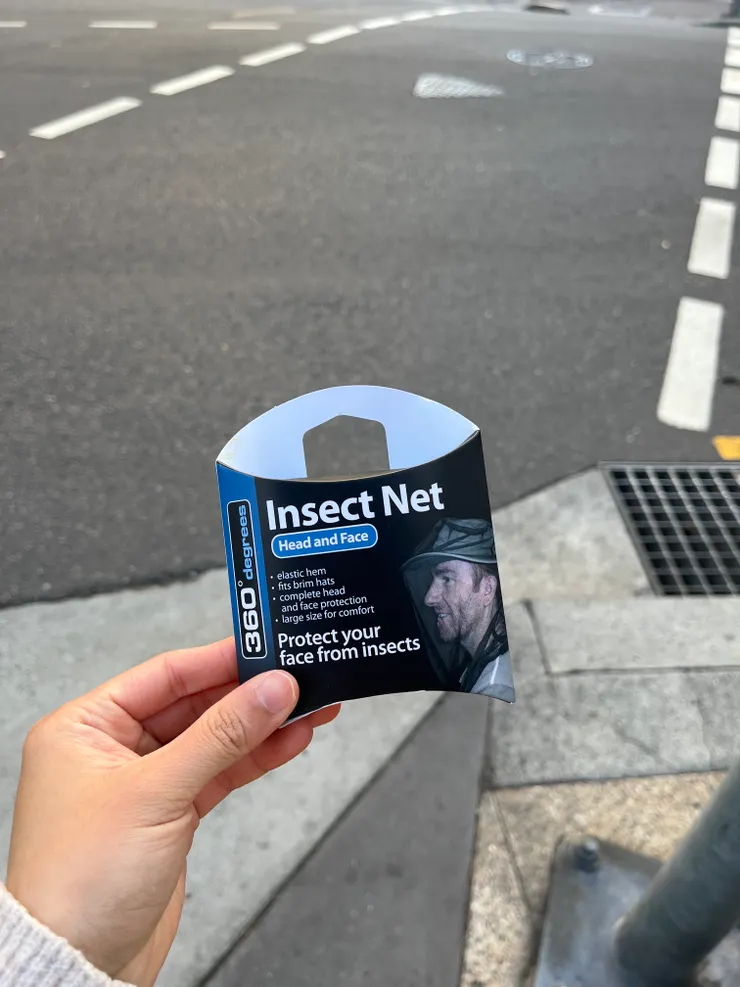 360° degrees
Insect Net
Head and Face
• elastic hem
• fits brim hats
• complete head
and face protection
• large size for comfort
Protect your
face from insects